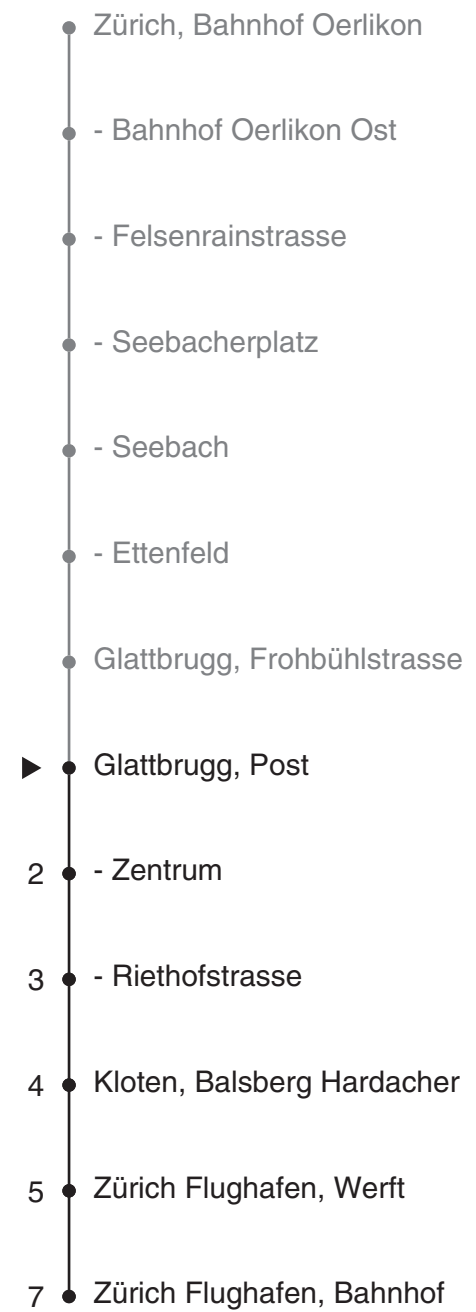 Zürich, Bahnhof Oerlikon
- Bahnhof Oerlikon Ost
- Felsenrainstrasse
- Seebacherplatz
- Seebach
- Ettenfeld
Glattbrugg, Frohbühlstrasse
Glattbrugg, Post
2 - Zentrum
3 - Riethofstrasse
4 Kloten, Balsberg Hardacher
5 Zürich Flughafen, Werft
7 Zürich Flughafen, Bahnhof